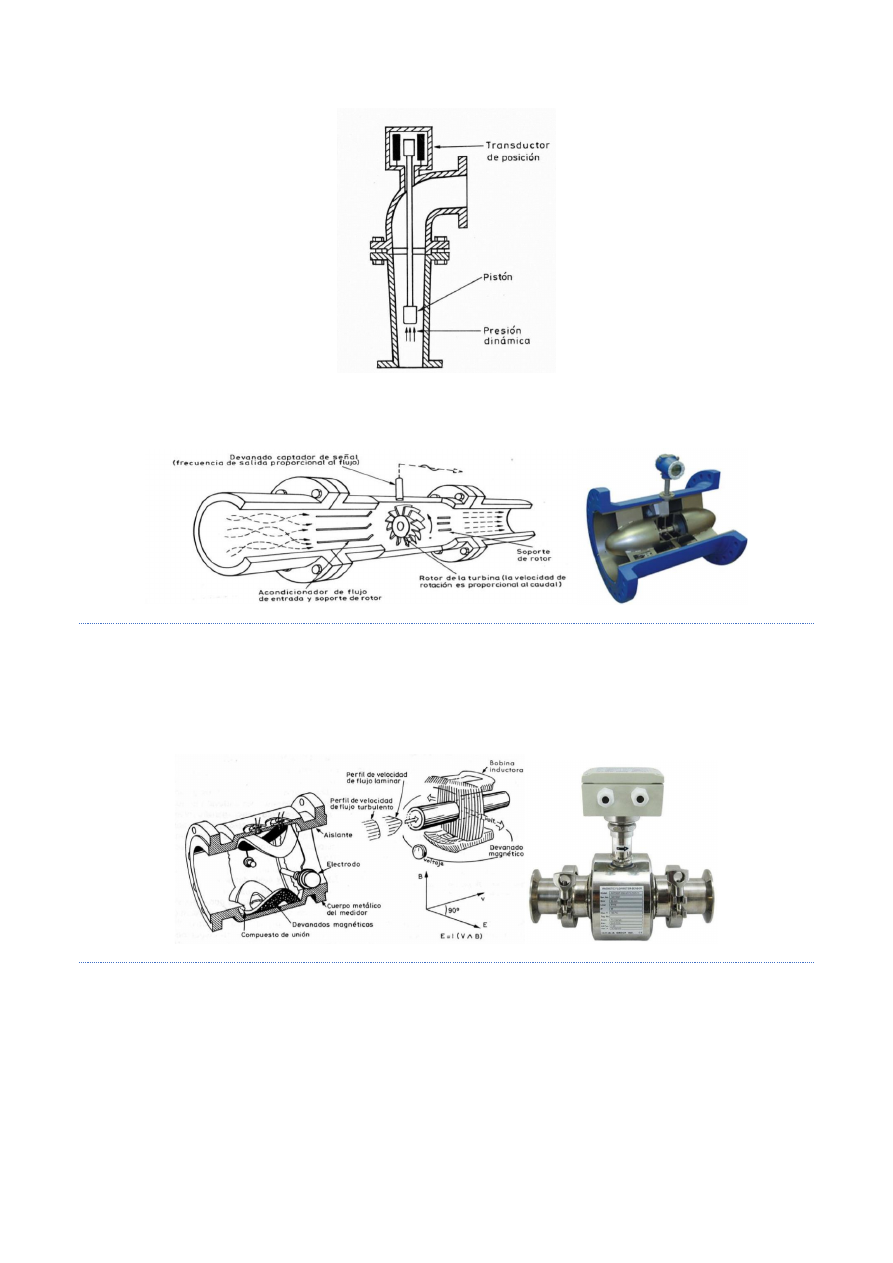 Transductor
de posición
Pistón
Presión
dinámica
Devanado captador de señal
(frecuencia de salida proporcional al flujo)
Soporte
de rotor
Rotor de la turbina (la velocidad de
rotación es proporcional al caudal)
Acondicionador de flujo
de entrada y soporte de rotor
Bobina
inductora
Perfil de velocidad
de flujo laminar
Perfil de velocidad
de flujo turbulento
Aislante
Devanado
magnético
voltaje
Electrodo
B
v
90°
E
Cuerpo metálico
del medidor
Devanados magnéticos
Compuesto de unión
E=l (V ∧ B)